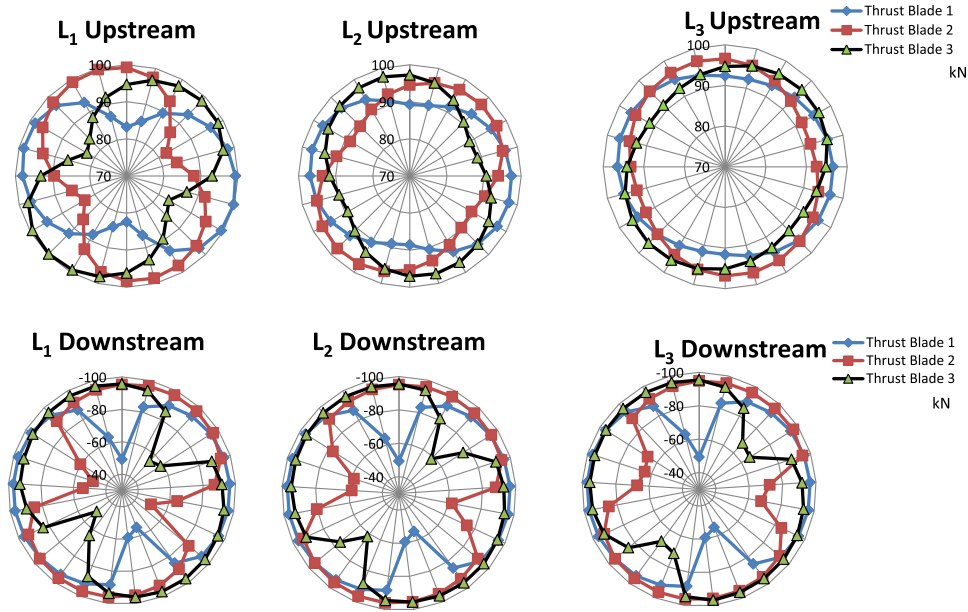 L1 Upstream
100
90
80
70
L2 Upstream
100
90
80
70
L3 Upstream
100
90
80
70
Thrust Blade 1
Thrust Blade 2
Thrust Blade 3
kN
L1 Downstream
-100
-80
-60
-40
L2 Downstream
-100
-80
-60
-40
L3 Downstream
-100
-80
-60
-40
Thrust Blade 1
Thrust Blade 2
Thrust Blade 3
kN